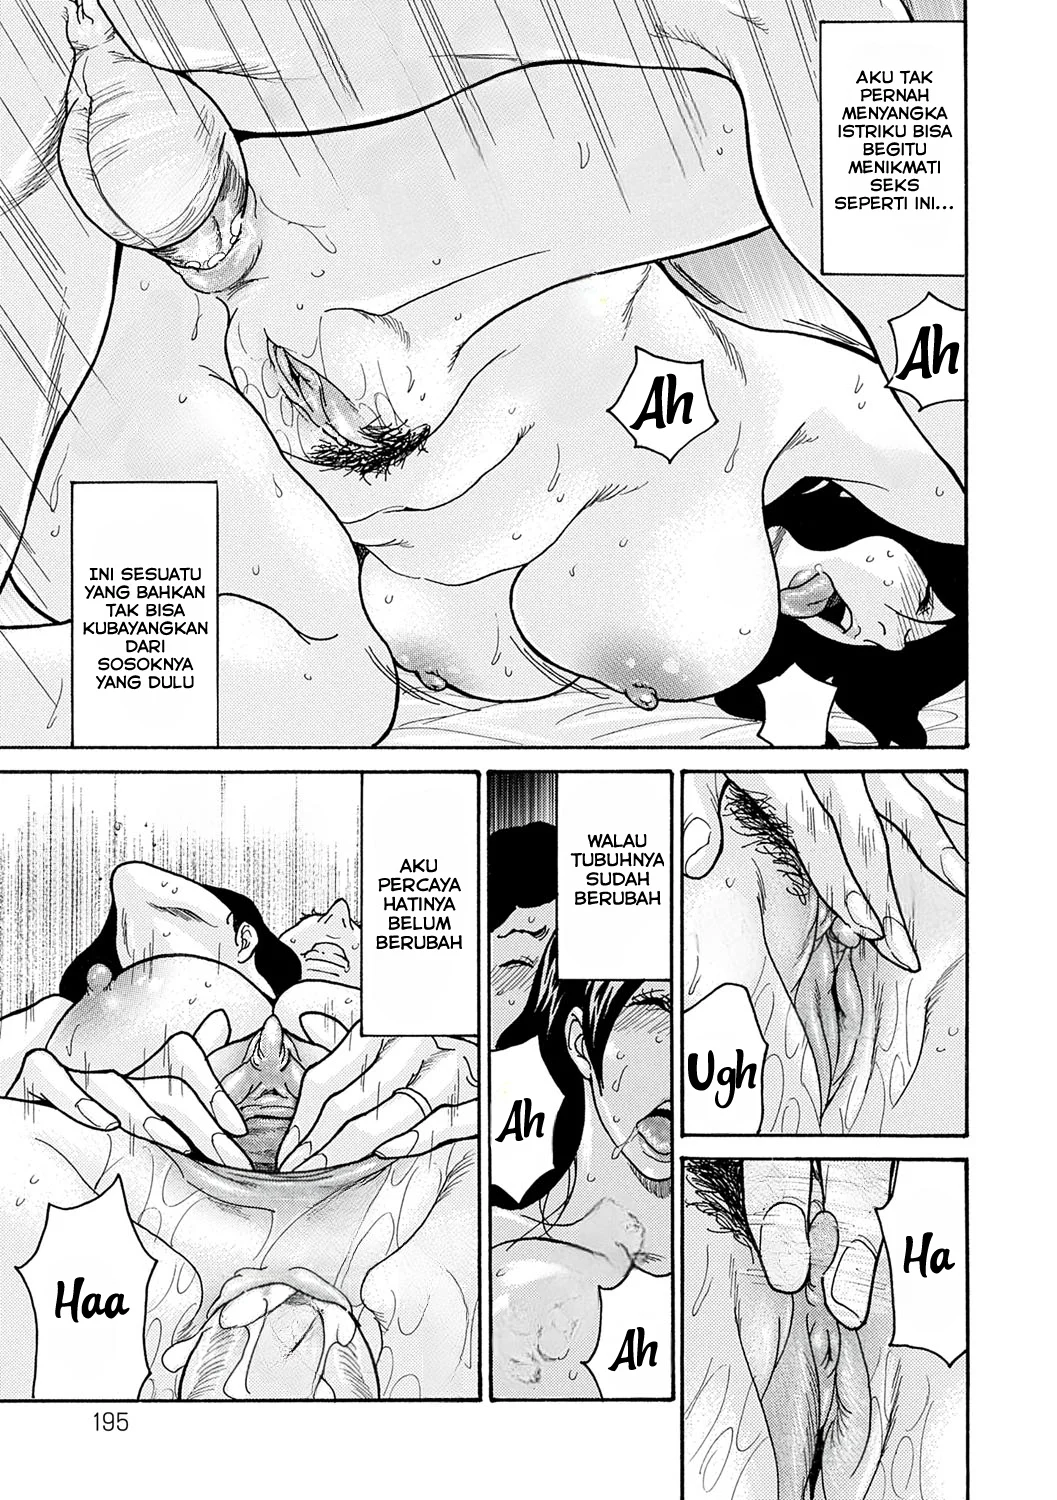 AKU TAK
PERNAH
MENYANGKA
ISTRIKU BISA
BEGITU
MENIKMATI
SEKS
SEPERTI INI...
Ah
Ah
INI SESUATU
YANG BAHKAN
TAK BISA
KUBAYANGKAN
DARI
SOSOKNYA
YANG DULU
Ugh
WALAU
TUBUHNYA
SUDAH
BERUBAH
AKU
PERCAYA
HATINYA
BELUM
BERUBAH
Ah
Ha
Haa
Ah
195